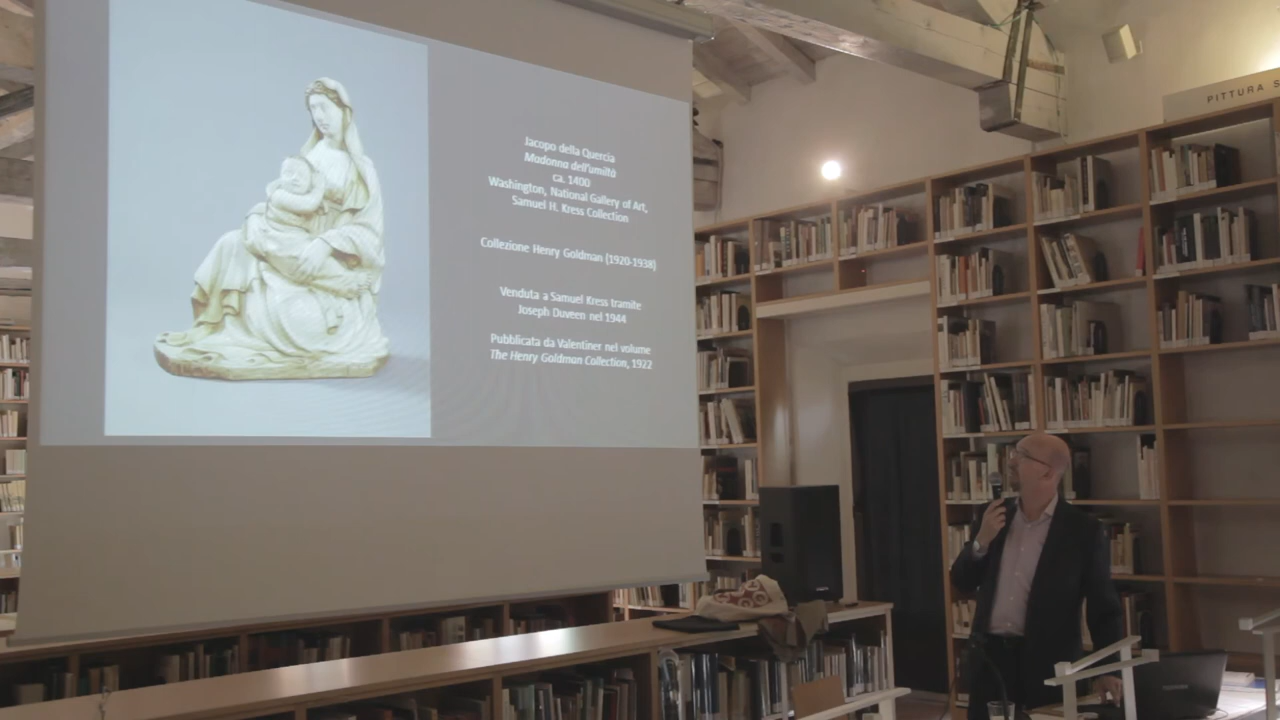 Jacopo della Quercia
Madonna dell'umiltà
ca. 1400
Washington, National Gallery of Art,
Samuel H. Kress Collection
Collezione Henry Goldman (1920-1938)
Venduta a Samuel Kress tramite
Joseph Duveen nel 1944
Pubblicata da Valentiner nel volume
The Henry Goldman Collection, 1922
PITTURA S